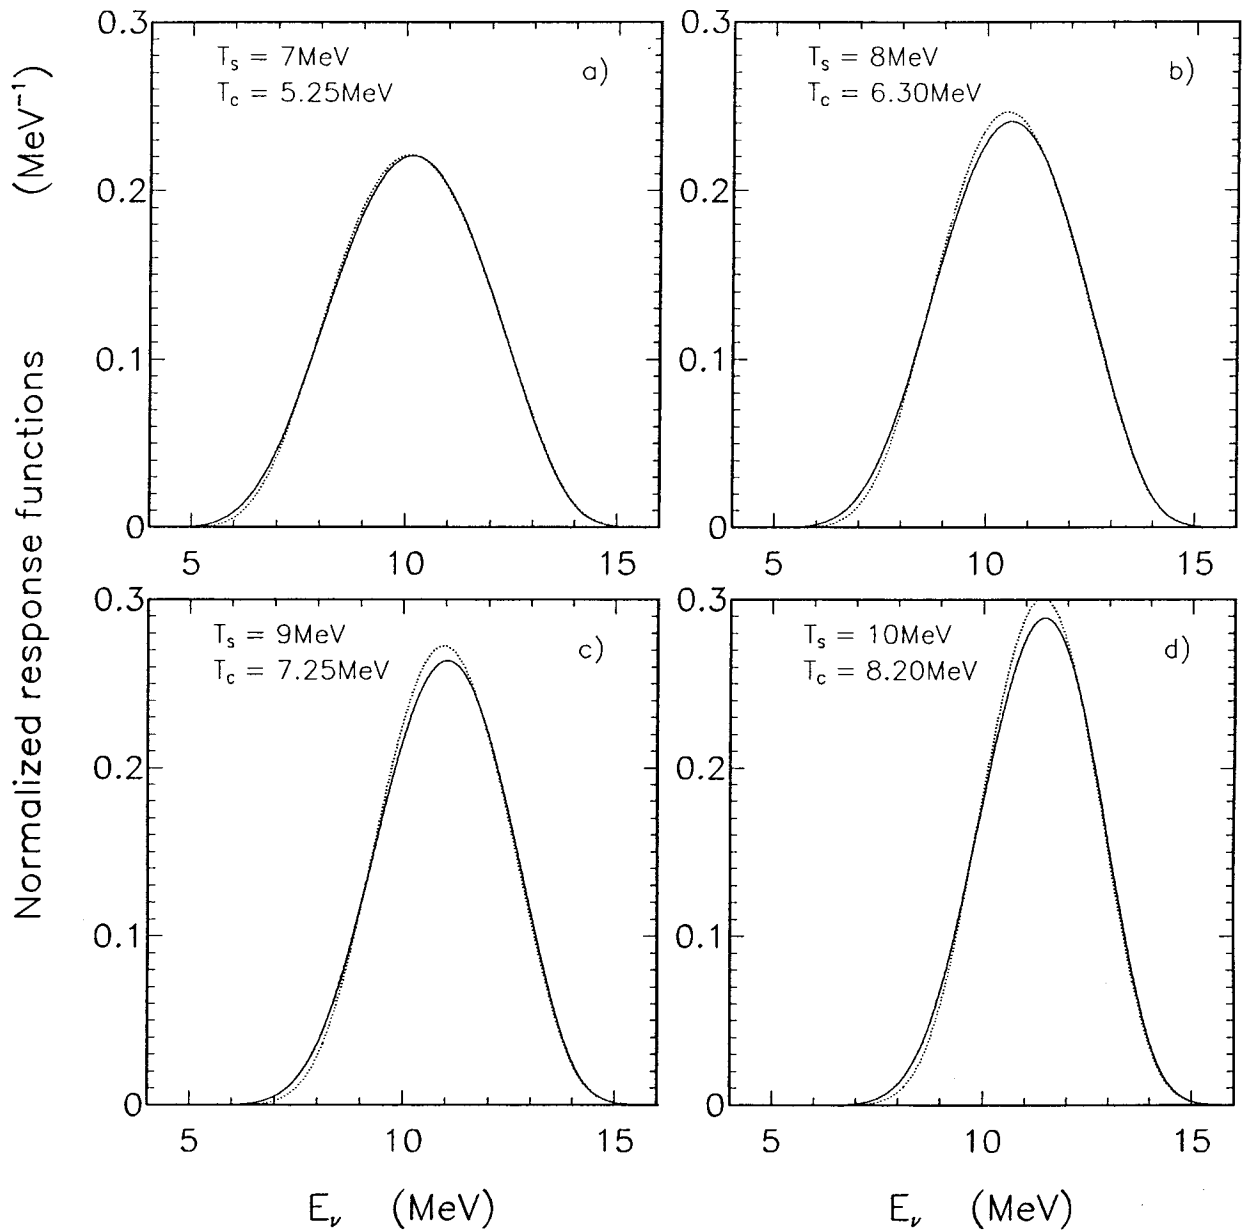 Normalized response functions (MeV⁻¹)
0.3
0.2
0.1
0
T_s = 7MeV
T_c = 5.25MeV
a)
5 10 15
T_s = 8MeV
T_c = 6.30MeV
b)
0.3
0.2
0.1
0
5 10 15
0.3
0.2
0.1
0
T_s = 9MeV
T_c = 7.25MeV
c)
5 10 15
E_ν (MeV)
0.3
0.2
0.1
0
T_s = 10MeV
T_c = 8.20MeV
d)
5 10 15
E_ν (MeV)